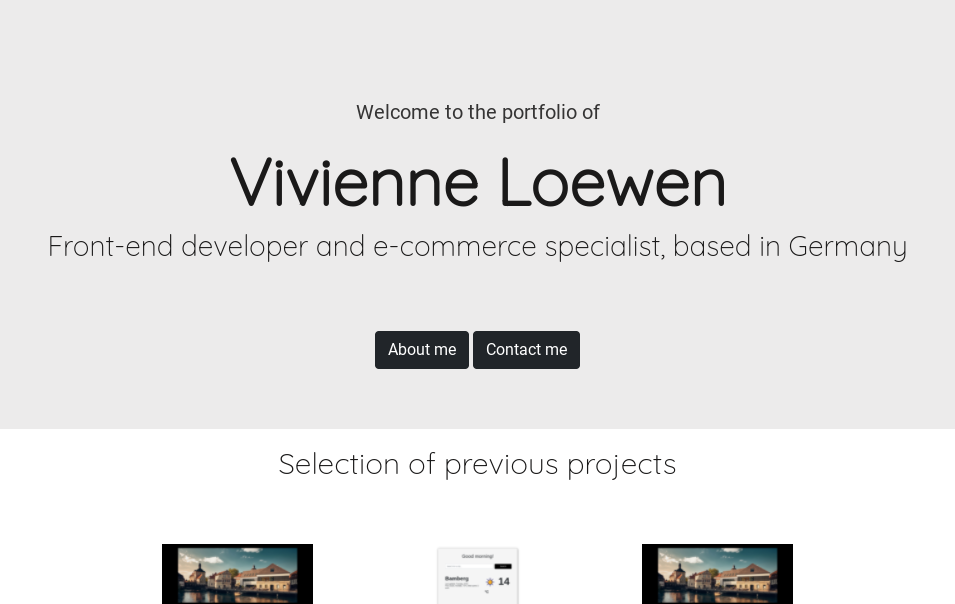 Welcome to the portfolio of
Vivienne Loewen
Front-end developer and e-commerce specialist, based in Germany
About me
Contact me
Selection of previous projects
Good morning!
Bamberg
14